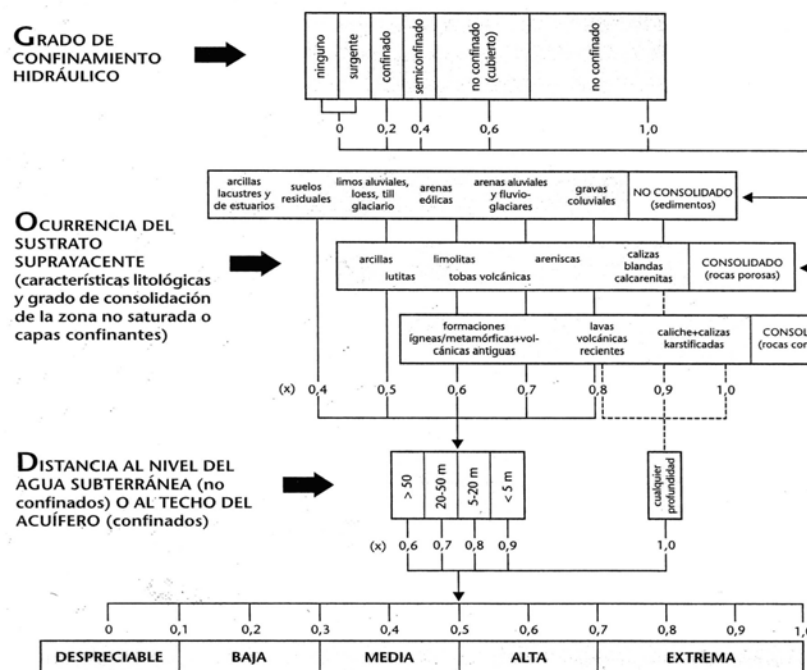 GRADO DE
CONFINAMIENTO
HIDRÁULICO
ninguno
surgente
confinado
semiconfinado
no confinado
(cubierto)
no confinado
0 0,2 0,4 0,6 1,0
OCURRENCIA DEL
SUSTRATO
SUPRAYACENTE
(características litológicas
y grado de consolidación
de la zona no saturada o
capas confinantes)
arcillas
lacustres y
de estuarios
suelos
residuales
limos aluviales,
loess, till
glaciario
arenas
eólicas
arenas aluviales
y fluvio-
glaciares
gravas
coluviales
NO CONSOLIDADO
(sedimentos)
arcillas
lutitas
limolitas
tobas volcánicas
areniscas
calizas
blandas
calcarenitas
CONSOLIDADO
(rocas porosas)
formaciones
ígneas/metamórficas+vol-
cánicas antiguas
lavas
volcánicas
recientes
caliche+calizas
karstificadas
CONSOL
(rocas con
(x) 0,4 0,5 0,6 0,7 0,8 0,9 1,0
DISTANCIA AL NIVEL DEL
AGUA SUBTERRÁNEA (no
confinados) O AL TECHO DEL
ACUÍFERO (confinados)
> 50
20-50 m
5-20 m
< 5 m
cualquier
profundidad
(x) 0,6 0,7 0,8 0,9 1,0
0 0,1 0,2 0,3 0,4 0,5 0,6 0,7 0,8 0,9 1,0
DESPRECIABLE BAJA MEDIA ALTA EXTREMA